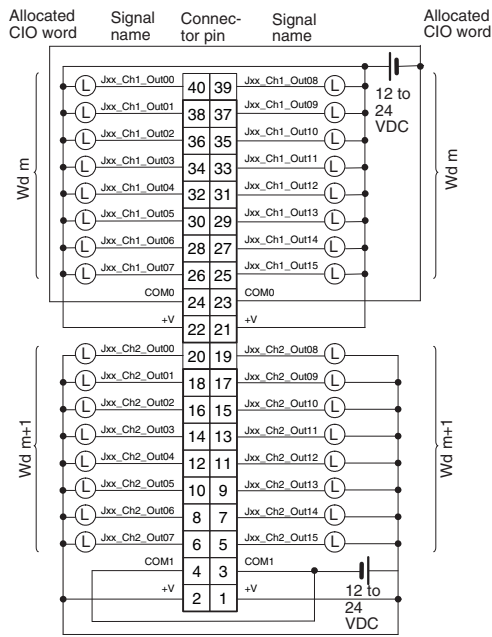 Allocated CIO word
Signal name
Connec-tor pin
Signal name
Allocated CIO word
12 to 24 VDC
Wd m
Wd m
L Jxx_Ch1_Out00 40 39 Jxx_Ch1_Out08 L
L Jxx_Ch1_Out01 38 37 Jxx_Ch1_Out09 L
L Jxx_Ch1_Out02 36 35 Jxx_Ch1_Out10 L
L Jxx_Ch1_Out03 34 33 Jxx_Ch1_Out11 L
L Jxx_Ch1_Out04 32 31 Jxx_Ch1_Out12 L
L Jxx_Ch1_Out05 30 29 Jxx_Ch1_Out13 L
L Jxx_Ch1_Out06 28 27 Jxx_Ch1_Out14 L
L Jxx_Ch1_Out07 26 25 Jxx_Ch1_Out15 L
COM0 24 23 COM0
+V 22 21 +V
Wd m+1
Wd m+1
L Jxx_Ch2_Out00 20 19 Jxx_Ch2_Out08 L
L Jxx_Ch2_Out01 18 17 Jxx_Ch2_Out09 L
L Jxx_Ch2_Out02 16 15 Jxx_Ch2_Out10 L
L Jxx_Ch2_Out03 14 13 Jxx_Ch2_Out11 L
L Jxx_Ch2_Out04 12 11 Jxx_Ch2_Out12 L
L Jxx_Ch2_Out05 10 9 Jxx_Ch2_Out13 L
L Jxx_Ch2_Out06 8 7 Jxx_Ch2_Out14 L
L Jxx_Ch2_Out07 6 5 Jxx_Ch2_Out15 L
COM1 4 3 COM1
+V 2 1 +V
12 to 24 VDC